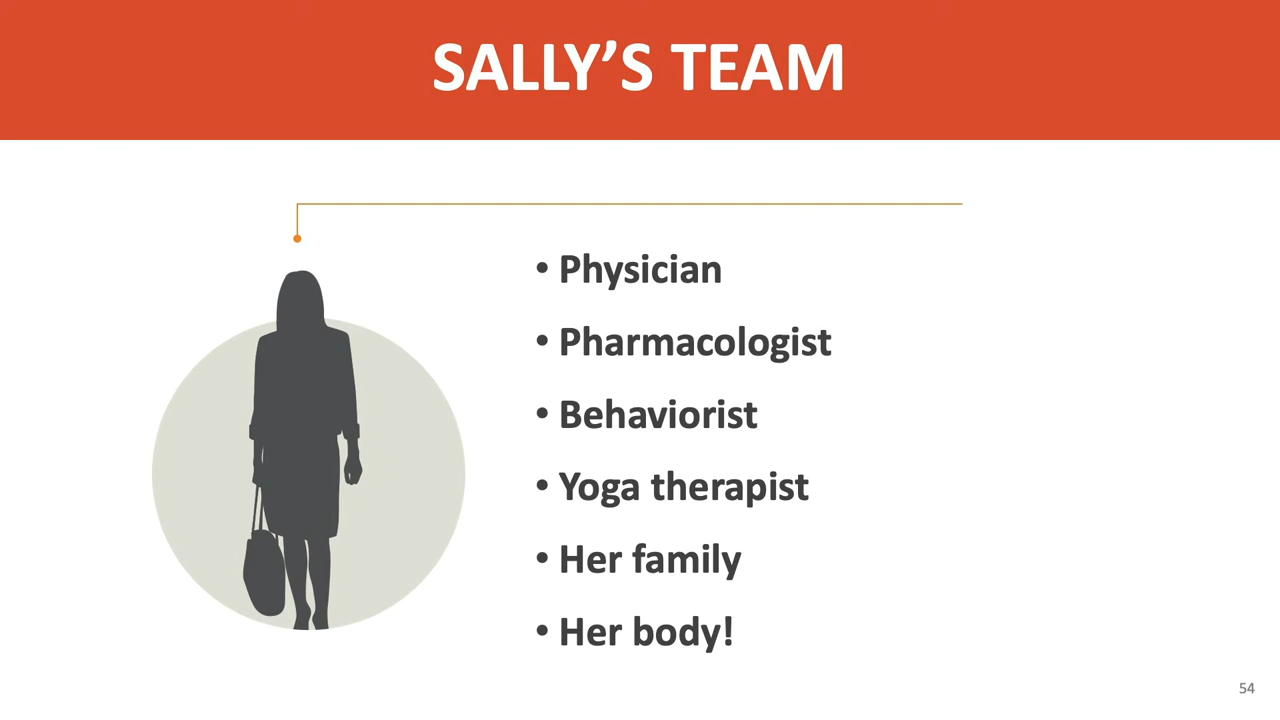 SALLY’S TEAM
• Physician
• Pharmacologist
• Behaviorist
• Yoga therapist
• Her family
• Her body!
54